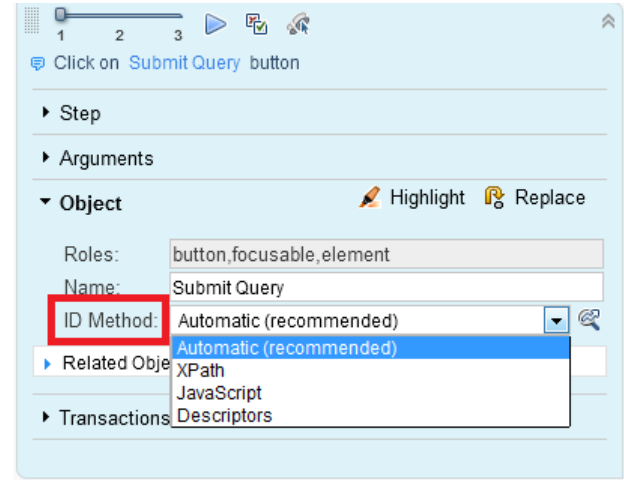 1 2 3
Click on Submit Query button
Step
Arguments
Object Highlight Replace
Roles: button,focusable,element
Name: Submit Query
ID Method: Automatic (recommended)
Automatic (recommended)
Related Obje
XPath
JavaScript
Transactions Descriptors